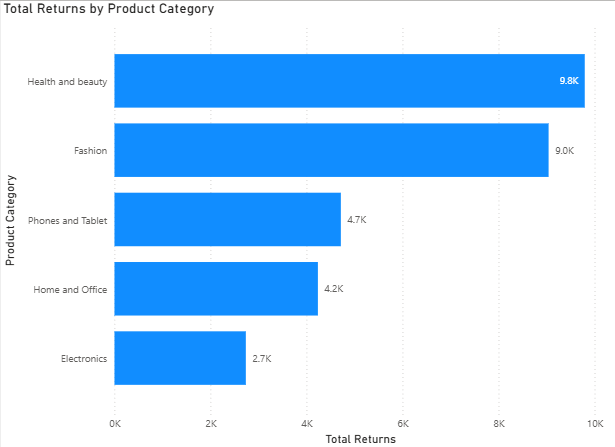 Total Returns by Product Category
Product Category
Health and beauty
9.8K
Fashion
9.0K
Phones and Tablet
4.7K
Home and Office
4.2K
Electronics
2.7K
0K 2K 4K 6K 8K 10K
Total Returns